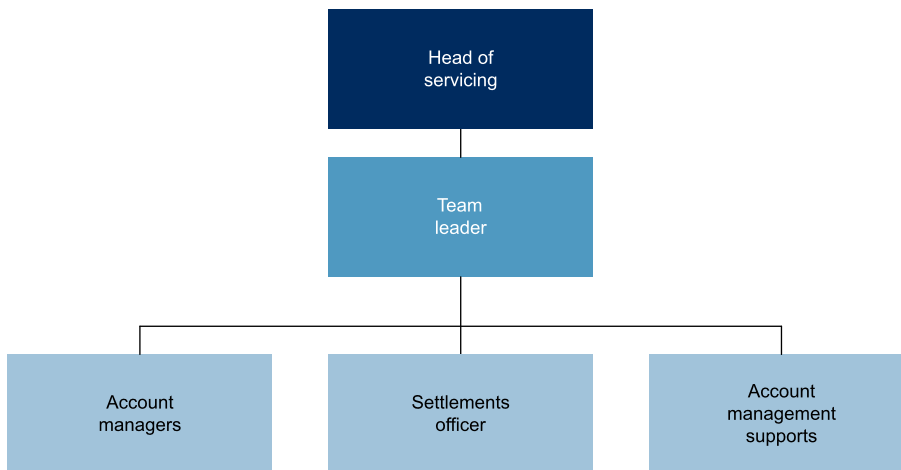 Head of
servicing
Team
leader
Account
managers
Settlements
officer
Account
management
supports